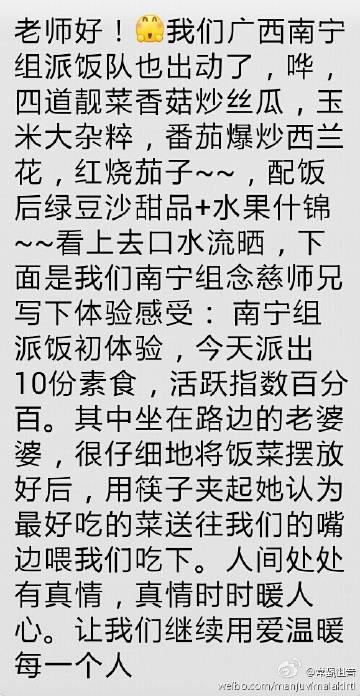 老师好！我们广西南宁
组派饭队也出动了，哗，
四道靓菜香菇炒丝瓜，玉
米大杂粹，番茄爆炒西兰
花，红烧茄子~~，配饭
后绿豆沙甜品+水果什锦
~~看上去口水流晒，下
面是我们南宁组念慈师兄
写下体验感受：南宁组
派饭初体验，今天派出
10份素食，活跃指数百分
百。其中坐在路边的老婆
婆，很仔细地将饭菜摆放
好后，用筷子夹起她认为
最好吃的菜送往我们的嘴
边喂我们吃下。人间处处
有真情，真情时时暖人
心。让我们继续用爱温暖
每一个人
weibo.com/manjuvimalakirti